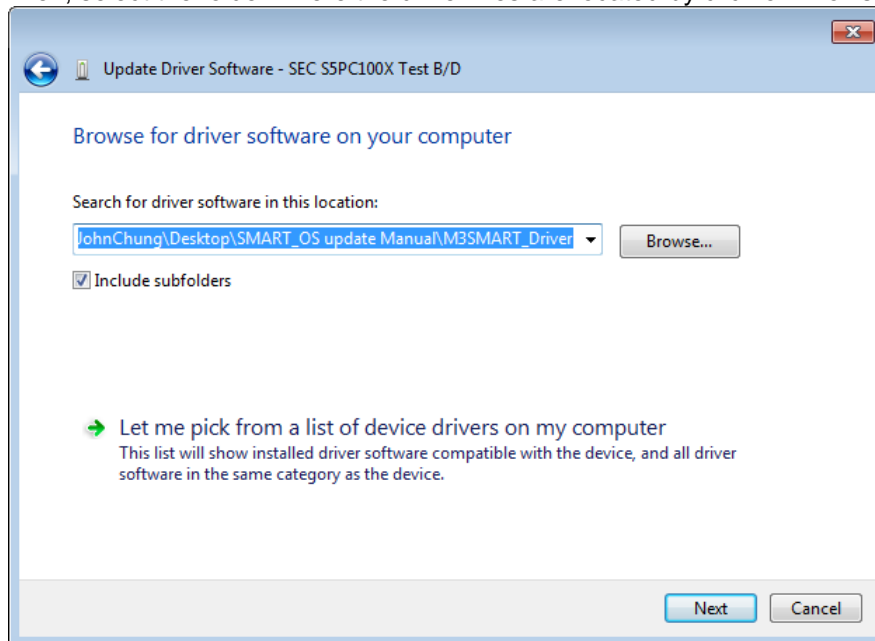 Update Driver Software - SEC S5PC100X Test B/D
Browse for driver software on your computer
Search for driver software in this location:
JohnChung\Desktop\SMART_OS update Manual\M3SMART_Driver
Browse...
Include subfolders
Let me pick from a list of device drivers on my computer
This list will show installed driver software compatible with the device, and all driver
software in the same category as the device.
Next
Cancel